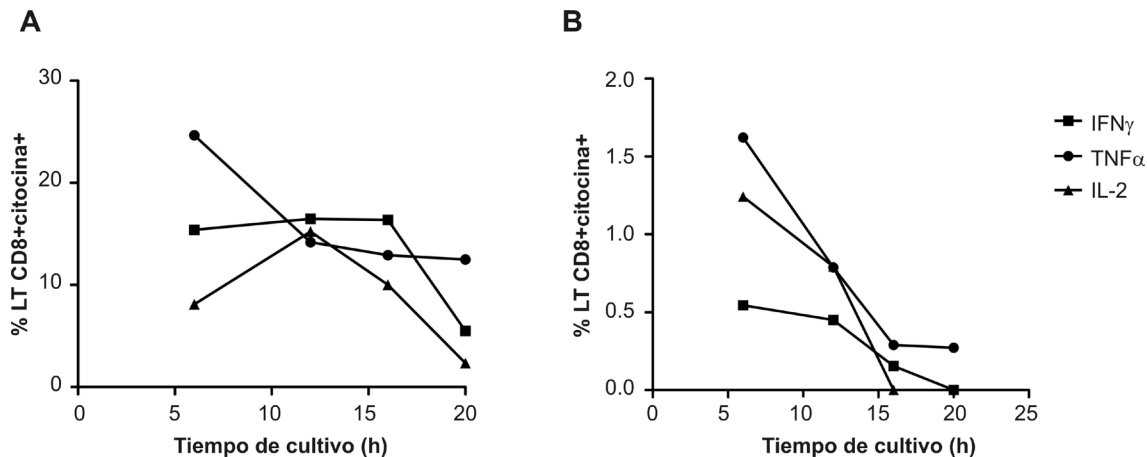 A
% LT CD8+citocina+
30
20
10
0
0
5
10
15
20
Tiempo de cultivo (h)
B
% LT CD8+citocina+
2.0
1.5
1.0
0.5
0.0
0
5
10
15
20
25
Tiempo de cultivo (h)
IFNγ
TNFα
IL-2